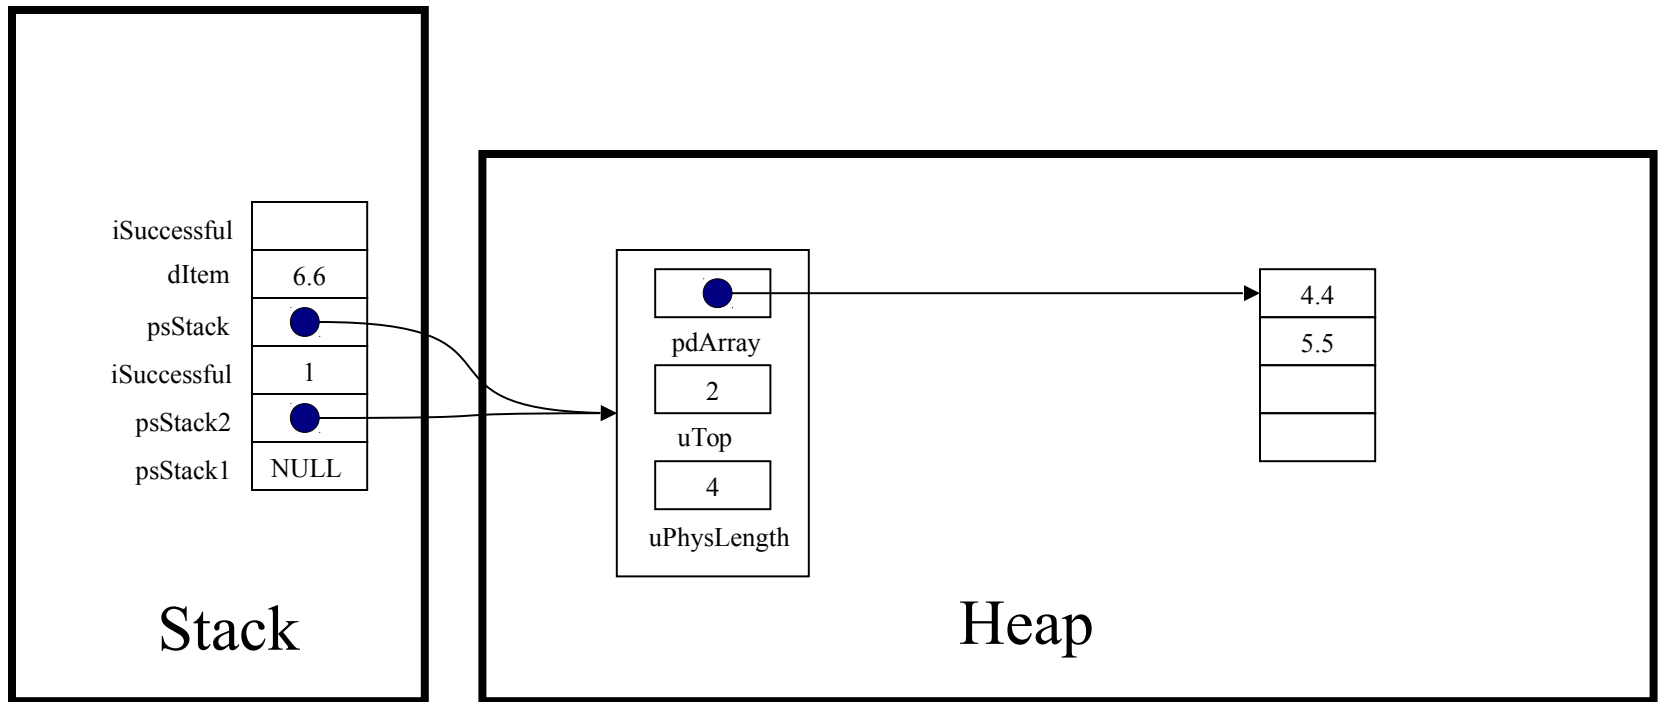 iSuccessful
dItem 6.6
psStack
iSuccessful 1
psStack2
psStack1 NULL
Stack
pdArray
2
uTop
4
uPhysLength
4.4
5.5
Heap